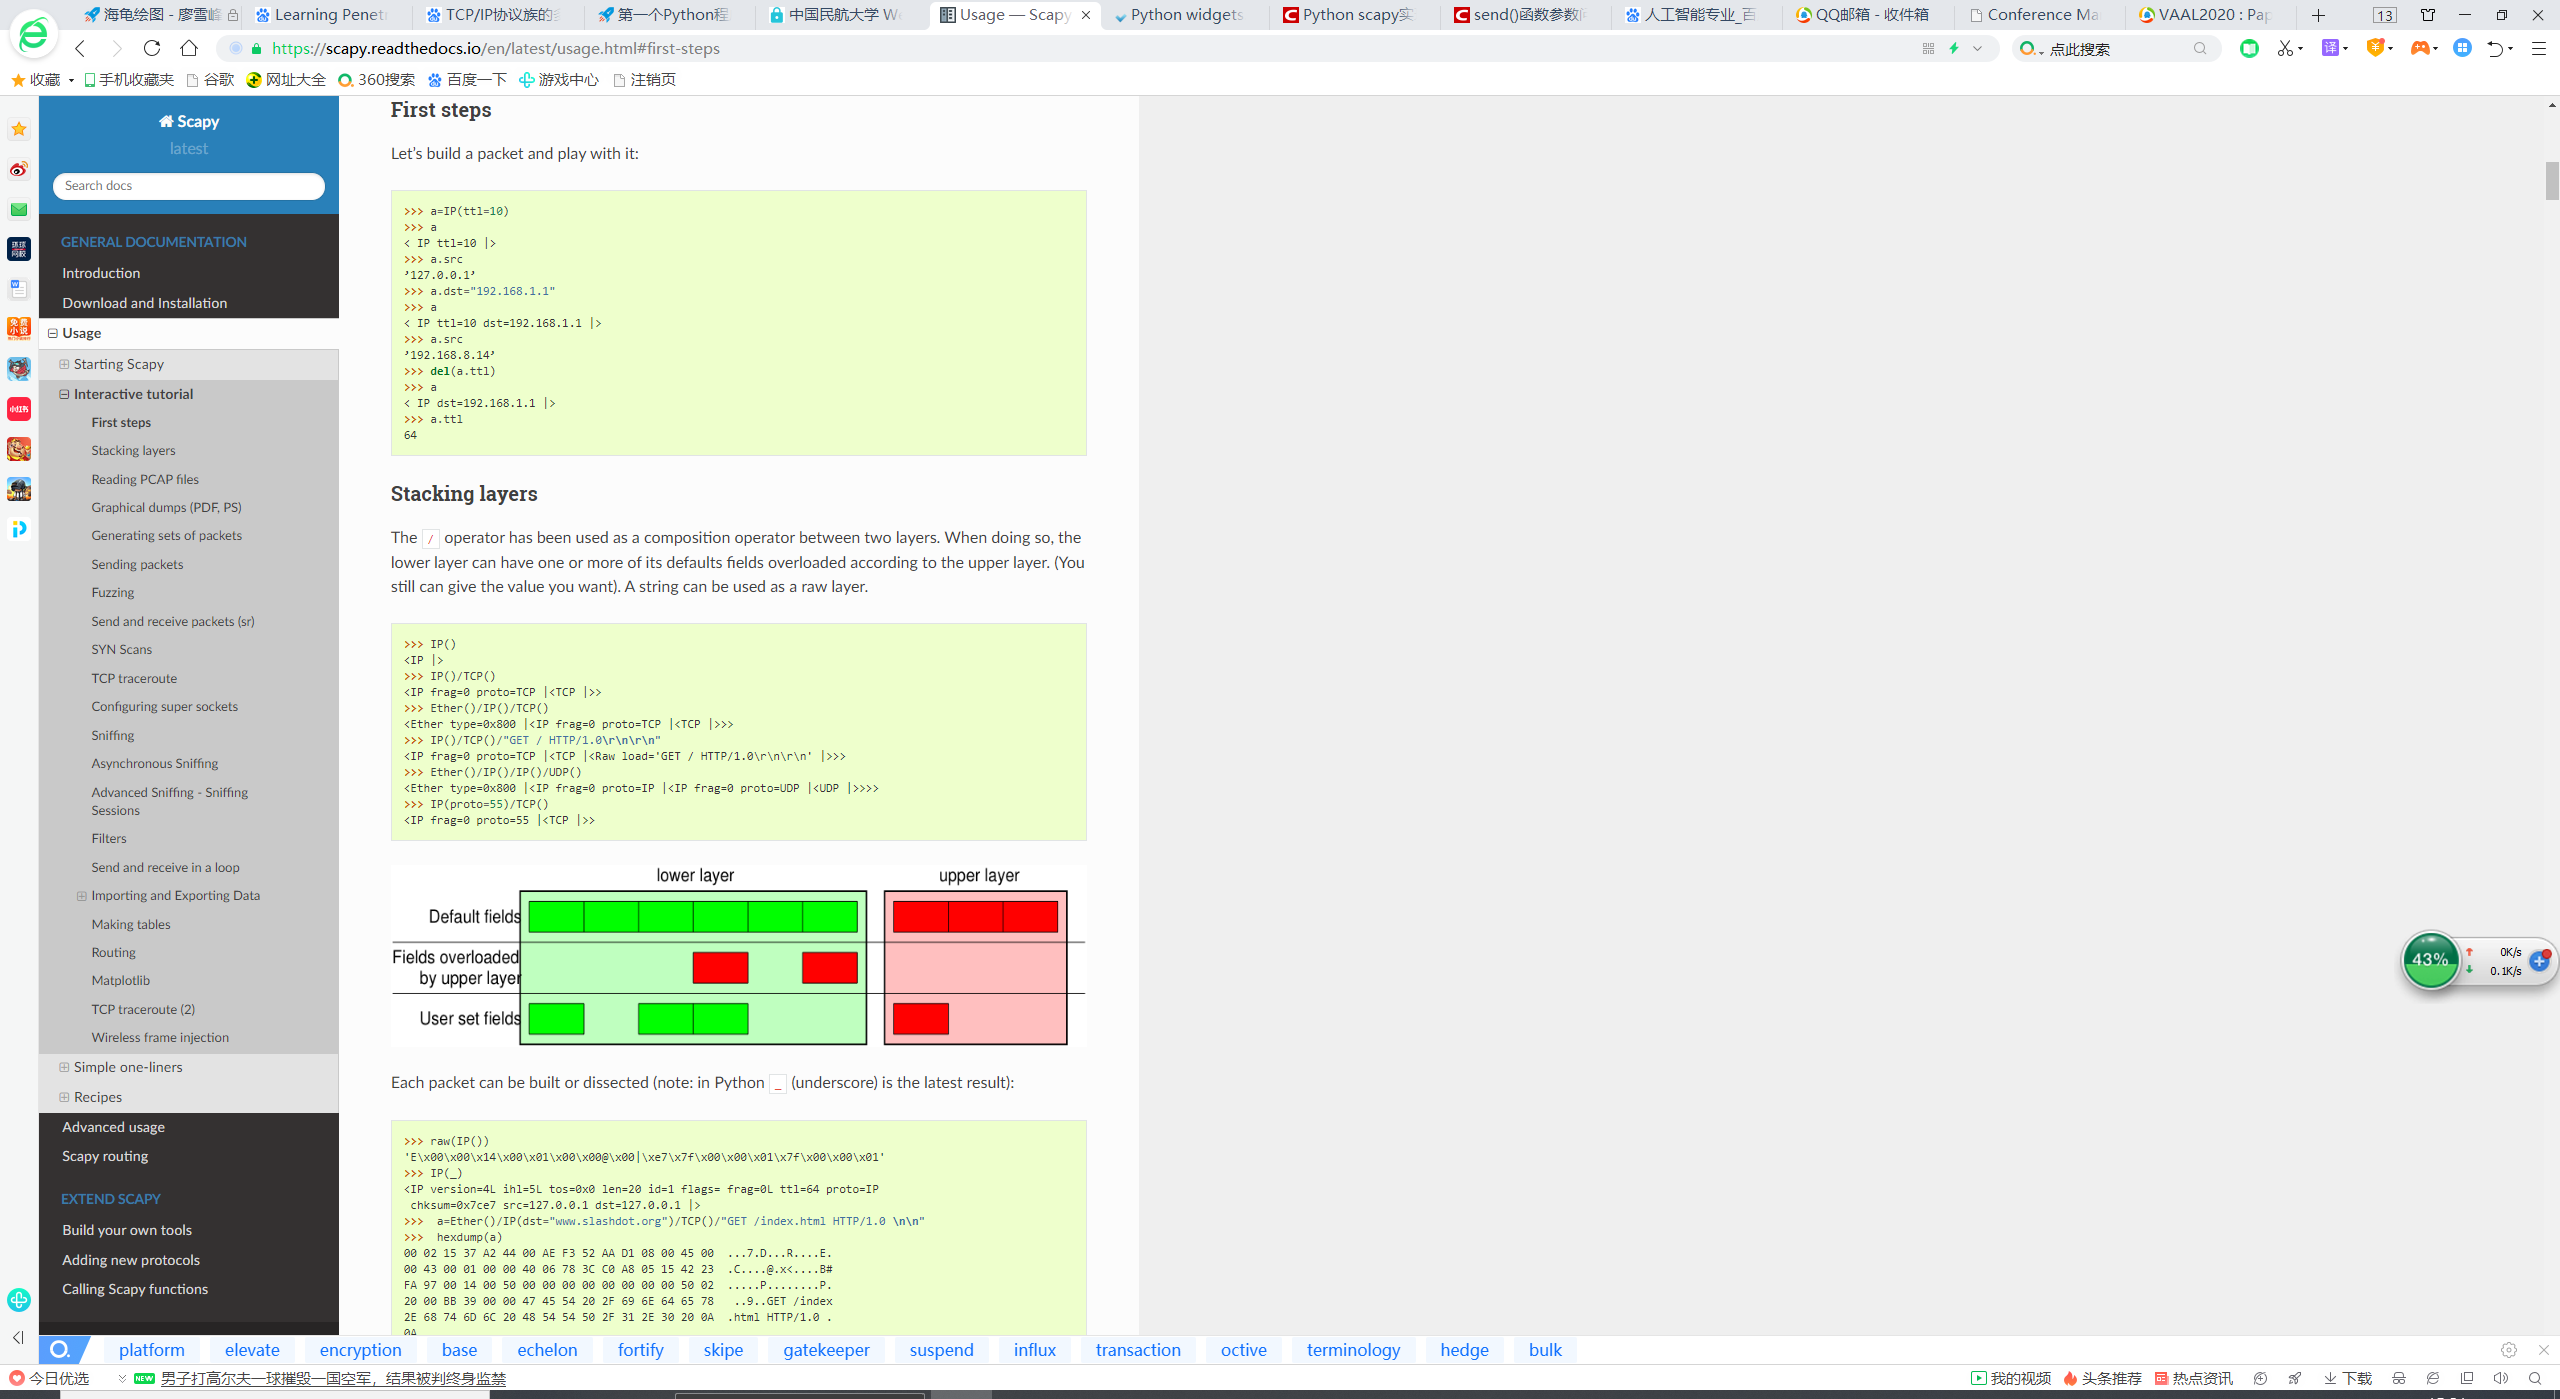 海龟绘图 - 廖雪峰
Learning Penet
TCP/IP协议族的
第一个Python程
中国民航大学 We
Usage — Scapy
Python widgets
Python scapy实
send()函数参数
人工智能专业_百
QQ邮箱 - 收件箱
Conference Ma
VAAL2020 : Pap
13
https://scapy.readthedocs.io/en/latest/usage.html#first-steps
点此搜索
译
收藏
手机收藏夹
谷歌
网址大全
360搜索
百度一下
游戏中心
注销页
Scapy
latest
Search docs
GENERAL DOCUMENTATION
Introduction
Download and Installation
Usage
Starting Scapy
Interactive tutorial
First steps
Stacking layers
Reading PCAP files
Graphical dumps (PDF, PS)
Generating sets of packets
Sending packets
Fuzzing
Send and receive packets (sr)
SYN Scans
TCP traceroute
Configuring super sockets
Sniffing
Asynchronous Sniffing
Advanced Sniffing - Sniffing
Sessions
Filters
Send and receive in a loop
Importing and Exporting Data
Making tables
Routing
Matplotlib
TCP traceroute (2)
Wireless frame injection
Simple one-liners
Recipes
Advanced usage
Scapy routing
EXTEND SCAPY
Build your own tools
Adding new protocols
Calling Scapy functions
First steps
Let’s build a packet and play with it:
>>> a=IP(ttl=10)
>>> a
< IP ttl=10 |>
>>> a.src
’127.0.0.1’
>>> a.dst="192.168.1.1"
>>> a
< IP ttl=10 dst=192.168.1.1 |>
>>> a.src
’192.168.8.14’
>>> del(a.ttl)
>>> a
< IP dst=192.168.1.1 |>
>>> a.ttl
64
Stacking layers
The / operator has been used as a composition operator between two layers. When doing so, the
lower layer can have one or more of its defaults fields overloaded according to the upper layer. (You
still can give the value you want). A string can be used as a raw layer.
>>> IP()
<IP |>
>>> IP()/TCP()
<IP frag=0 proto=TCP |<TCP |>>
>>> Ether()/IP()/TCP()
<Ether type=0x800 |<IP frag=0 proto=TCP |<TCP |>>>
>>> IP()/TCP()/"GET / HTTP/1.0\r\n\r\n"
<IP frag=0 proto=TCP |<TCP |<Raw load='GET / HTTP/1.0\r\n\r\n' |>>>
>>> Ether()/IP()/IP()/UDP()
<Ether type=0x800 |<IP frag=0 proto=IP |<IP frag=0 proto=UDP |<UDP |>>>>
>>> IP(proto=55)/TCP()
<IP frag=0 proto=55 |<TCP |>>
lower layer
upper layer
Default fields
Fields overloaded
by upper layer
User set fields
Each packet can be built or dissected (note: in Python _ (underscore) is the latest result):
>>> raw(IP())
'E\x00\x00\x14\x00\x01\x00\x00@\x00|\xe7\x7f\x00\x00\x01\x7f\x00\x00\x01'
>>> IP(_)
<IP version=4L ihl=5L tos=0x0 len=20 id=1 flags= frag=0L ttl=64 proto=IP
chksum=0x7ce7 src=127.0.0.1 dst=127.0.0.1 |>
>>>  a=Ether()/IP(dst="www.slashdot.org")/TCP()/"GET /index.html HTTP/1.0 \n\n"
>>>  hexdump(a)
00 02 15 37 A2 44 00 AE F3 52 AA D1 08 00 45 00  ...7.D...R....E.
00 43 00 01 00 00 40 06 78 3C C0 A8 05 15 42 23  .C....@.x<....B#
FA 97 00 14 00 50 00 00 00 00 00 00 00 00 50 02  .....P........P.
20 00 BB 39 00 00 47 45 54 20 2F 69 6E 64 65 78   ..9..GET /index
2E 68 74 6D 6C 20 48 54 54 50 2F 31 2E 30 20 0A  .html HTTP/1.0 .
0A
43%
0K/s
0.1K/s
platform
elevate
encryption
base
echelon
fortify
skipe
gatekeeper
suspend
influx
transaction
octive
terminology
hedge
bulk
今日优选
NEW
男子打高尔夫一球摧毁一国空军，结果被判终身监禁
我的视频
头条推荐
热点资讯
下载